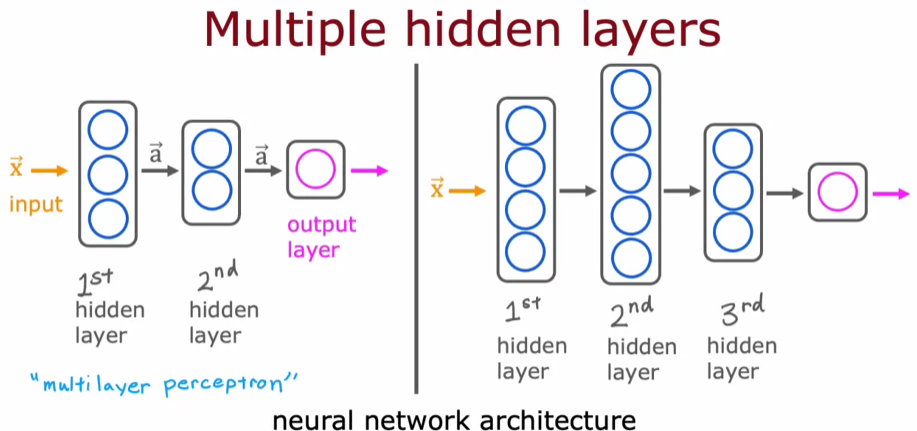 Multiple hidden layers
x⃗
input
a⃗
a⃗
output
layer
1st
hidden
layer
2nd
hidden
layer
"multilayer perceptron"
x⃗
1st
hidden
layer
2nd
hidden
layer
3rd
hidden
layer
neural network architecture